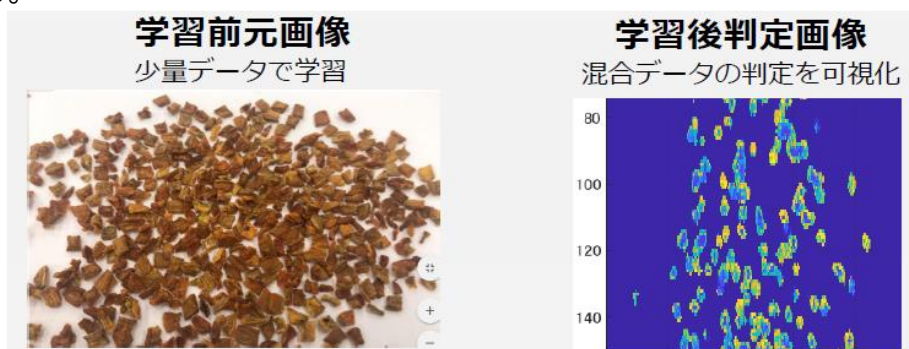 。
学習前元画像
少量データで学習
学習後判定画像
混合データの判定を可視化
80
100
120
140
+
−